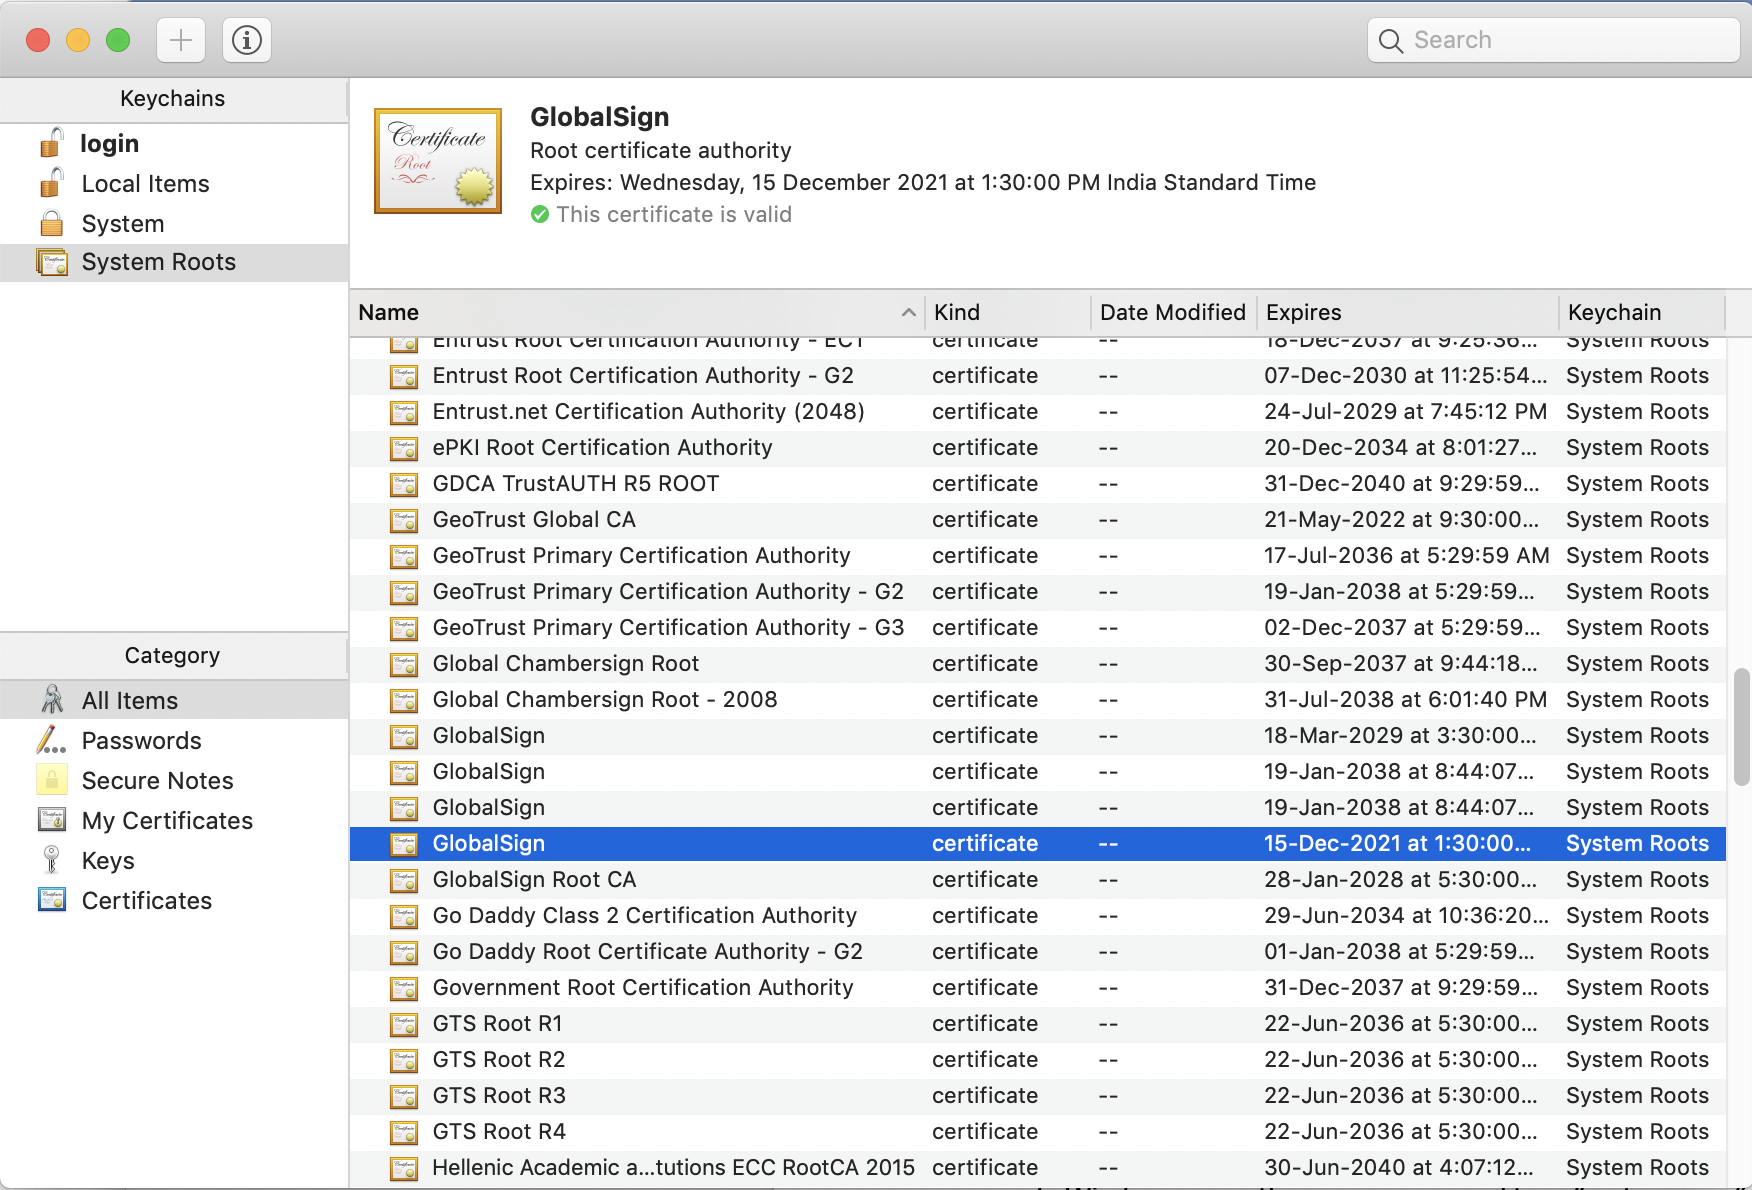 Search
Keychains
login
Local Items
System
System Roots
Category
All Items
Passwords
Secure Notes
My Certificates
Keys
Certificates
Certificate
Root
GlobalSign
Root certificate authority
Expires: Wednesday, 15 December 2021 at 1:30:00 PM India Standard Time
This certificate is valid
Name Kind Date Modified Expires Keychain
Entrust Root Certification Authority - EC1 certificate -- 18-Dec-2037 at 9:25:36... System Roots
Entrust Root Certification Authority - G2 certificate -- 07-Dec-2030 at 11:25:54... System Roots
Entrust.net Certification Authority (2048) certificate -- 24-Jul-2029 at 7:45:12 PM System Roots
ePKI Root Certification Authority certificate -- 20-Dec-2034 at 8:01:27... System Roots
GDCA TrustAUTH R5 ROOT certificate -- 31-Dec-2040 at 9:29:59... System Roots
GeoTrust Global CA certificate -- 21-May-2022 at 9:30:00... System Roots
GeoTrust Primary Certification Authority certificate -- 17-Jul-2036 at 5:29:59 AM System Roots
GeoTrust Primary Certification Authority - G2 certificate -- 19-Jan-2038 at 5:29:59... System Roots
GeoTrust Primary Certification Authority - G3 certificate -- 02-Dec-2037 at 5:29:59... System Roots
Global Chambersign Root certificate -- 30-Sep-2037 at 9:44:18... System Roots
Global Chambersign Root - 2008 certificate -- 31-Jul-2038 at 6:01:40 PM System Roots
GlobalSign certificate -- 18-Mar-2029 at 3:30:00... System Roots
GlobalSign certificate -- 19-Jan-2038 at 8:44:07... System Roots
GlobalSign certificate -- 19-Jan-2038 at 8:44:07... System Roots
GlobalSign certificate -- 15-Dec-2021 at 1:30:00... System Roots
GlobalSign Root CA certificate -- 28-Jan-2028 at 5:30:00... System Roots
Go Daddy Class 2 Certification Authority certificate -- 29-Jun-2034 at 10:36:20... System Roots
Go Daddy Root Certificate Authority - G2 certificate -- 01-Jan-2038 at 5:29:59... System Roots
Government Root Certification Authority certificate -- 31-Dec-2037 at 9:29:59... System Roots
GTS Root R1 certificate -- 22-Jun-2036 at 5:30:00... System Roots
GTS Root R2 certificate -- 22-Jun-2036 at 5:30:00... System Roots
GTS Root R3 certificate -- 22-Jun-2036 at 5:30:00... System Roots
GTS Root R4 certificate -- 22-Jun-2036 at 5:30:00... System Roots
Hellenic Academic a...tutions ECC RootCA 2015 certificate -- 30-Jun-2040 at 4:07:12... System Roots